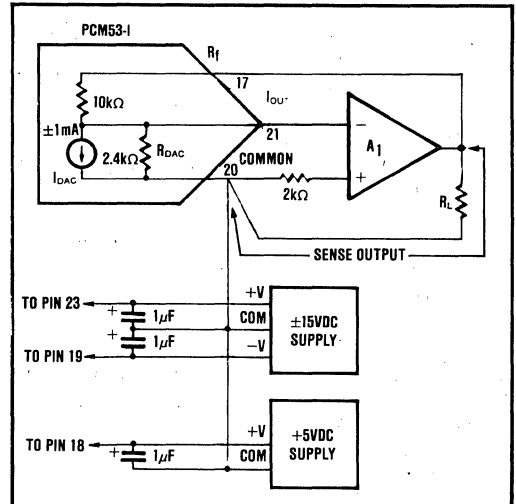 PCM53-I
Rf
17
IOU
10kΩ
±1mA
21
2.4kΩ
RDAC
IDAC
COMMON
20
2kΩ
−
A1
+
RL
SENSE OUTPUT
TO PIN 23
+V
+
1µF
COM
±15VDC
SUPPLY
+
1µF
TO PIN 19
−V
TO PIN 18
+V
+5VDC
SUPPLY
+
1µF
COM